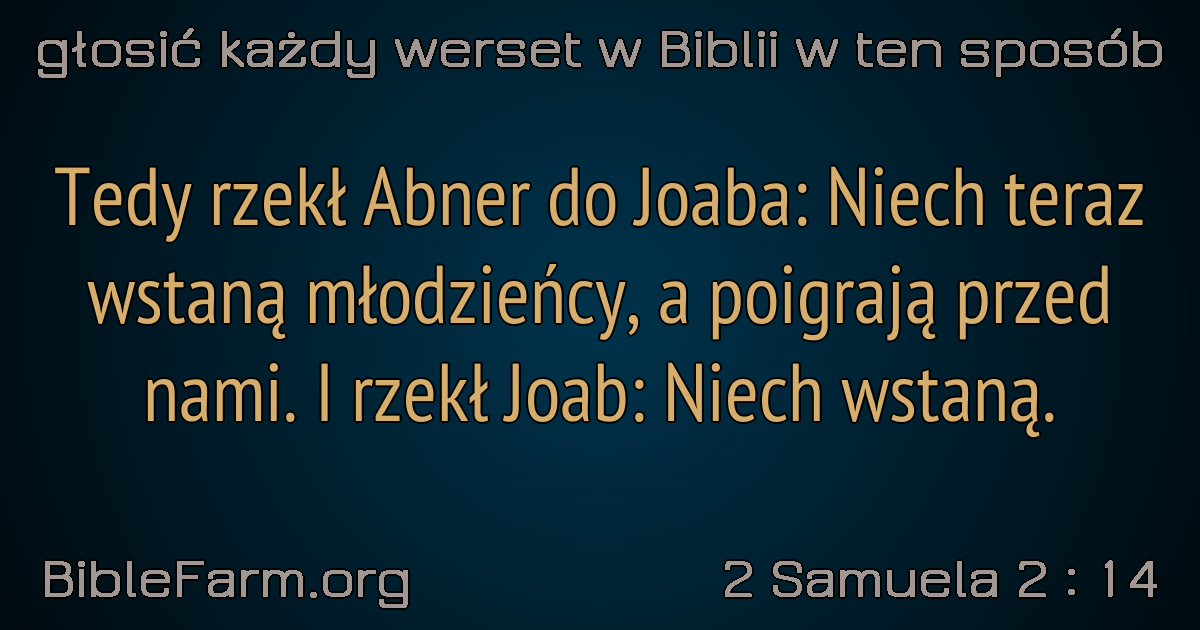 głosić każdy werset w Biblii w ten sposób
Tedy rzekł Abner do Joaba: Niech teraz
wstaną młodzieńcy, a poigrają przed
nami. I rzekł Joab: Niech wstaną.
BibleFarm.org
2 Samuela 2 : 14